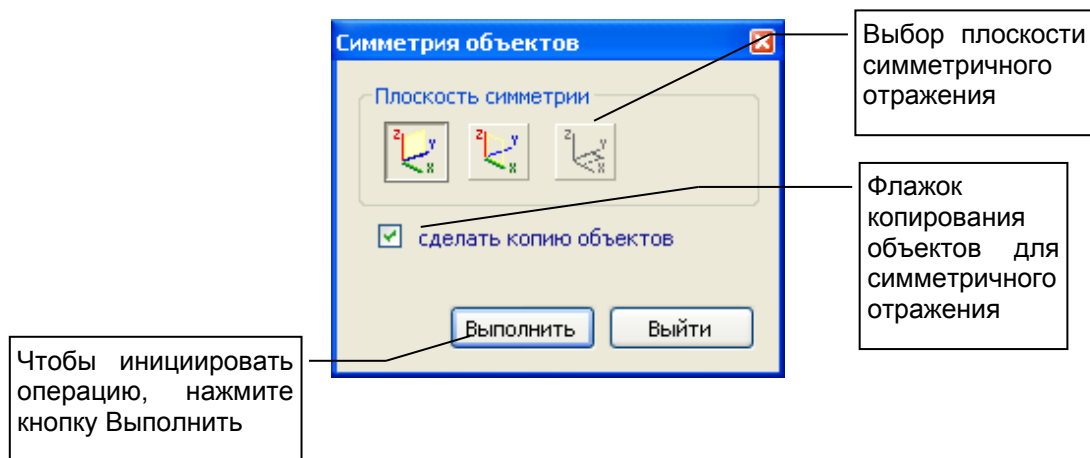 Симметрия объектов
Плоскость симметрии
Z Y X
Z Y X
Z Y X
сделать копию объектов
Выполнить
Выйти
Выбор плоскости
симметричного
отражения
Флажок
копирования
объектов для
симметричного
отражения
Чтобы инициировать
операцию, нажмите
кнопку Выполнить